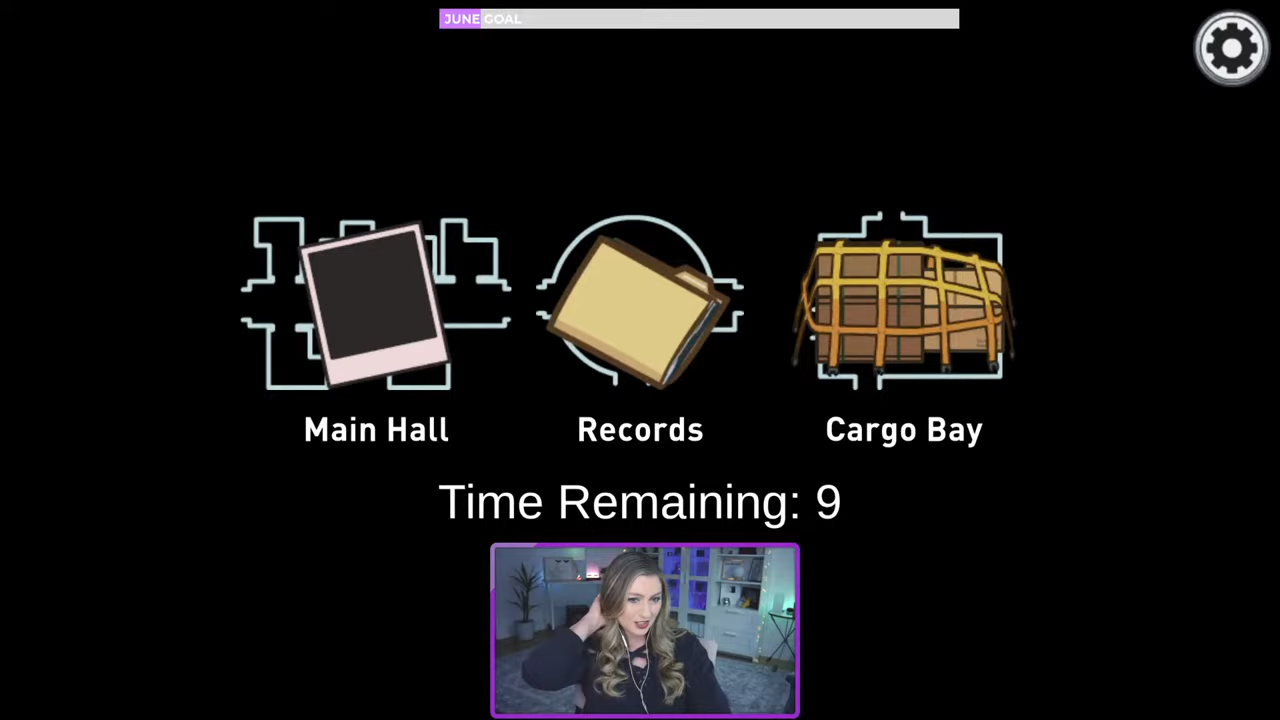 JUNE GOAL
Main Hall
Records
Cargo Bay
Time Remaining: 9